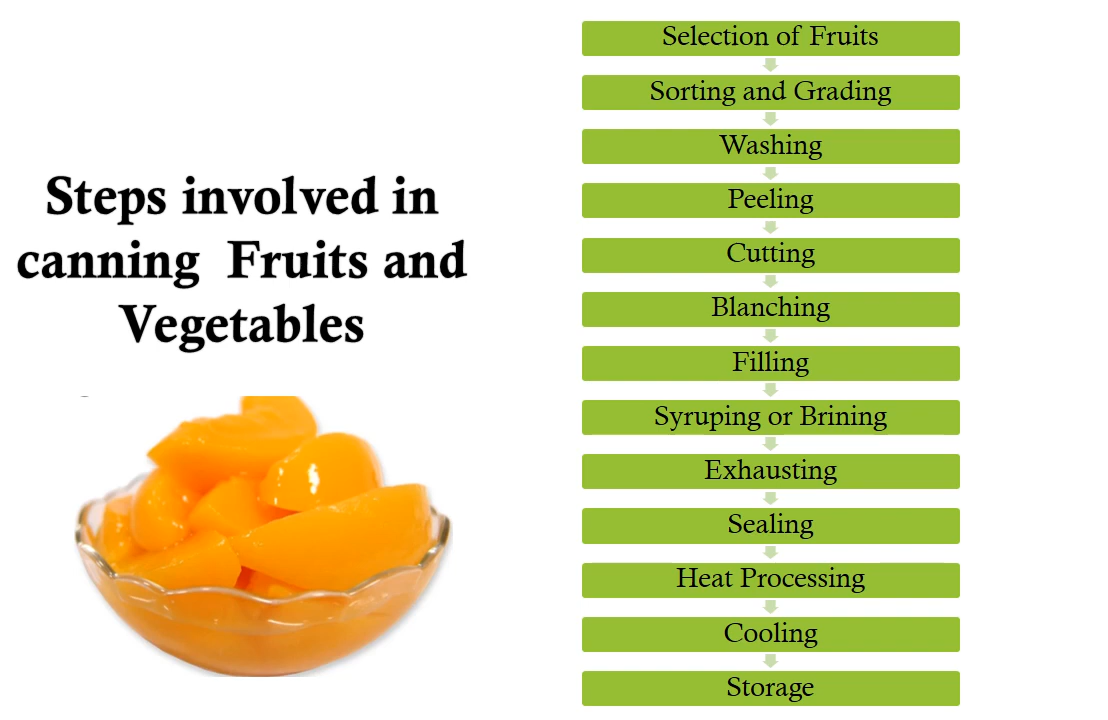 Steps involved in
canning  Fruits and
Vegetables
Selection of Fruits
Sorting and Grading
Washing
Peeling
Cutting
Blanching
Filling
Syruping or Brining
Exhausting
Sealing
Heat Processing
Cooling
Storage